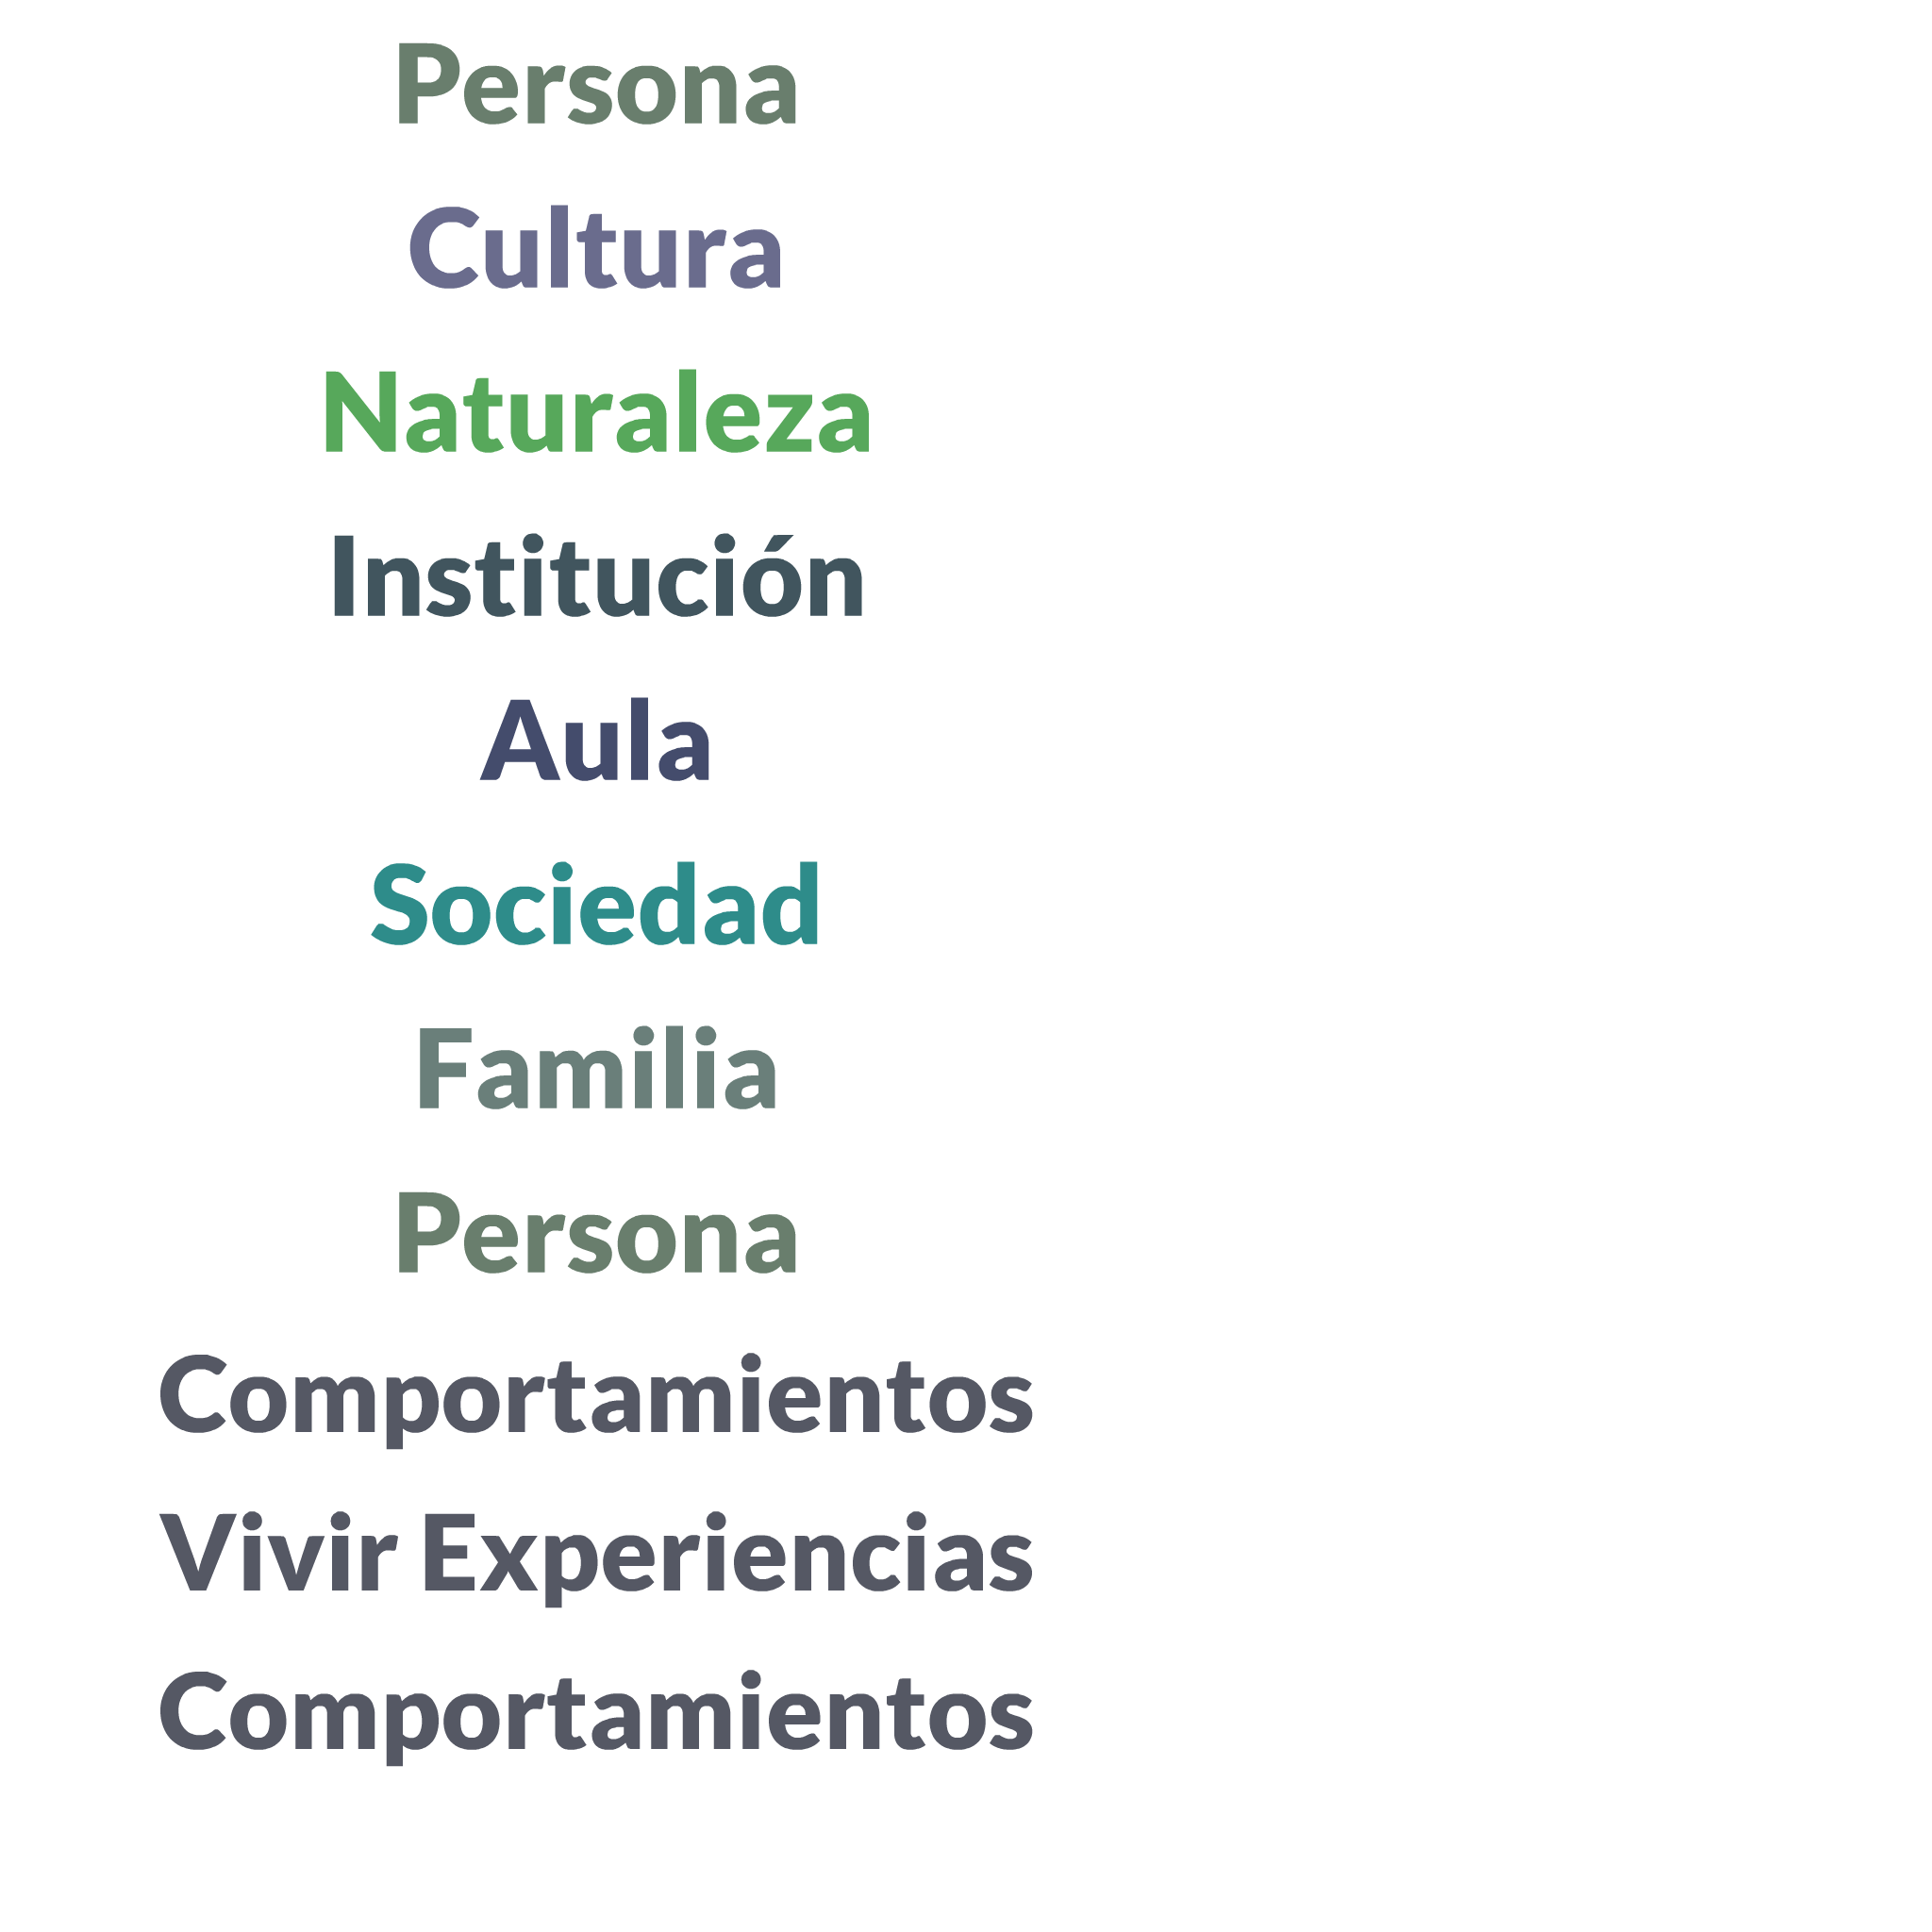 Persona
Cultura
Naturaleza
Institución
Aula
Sociedad
Familia
Persona
Comportamientos
Vivir Experiencias
Comportamientos